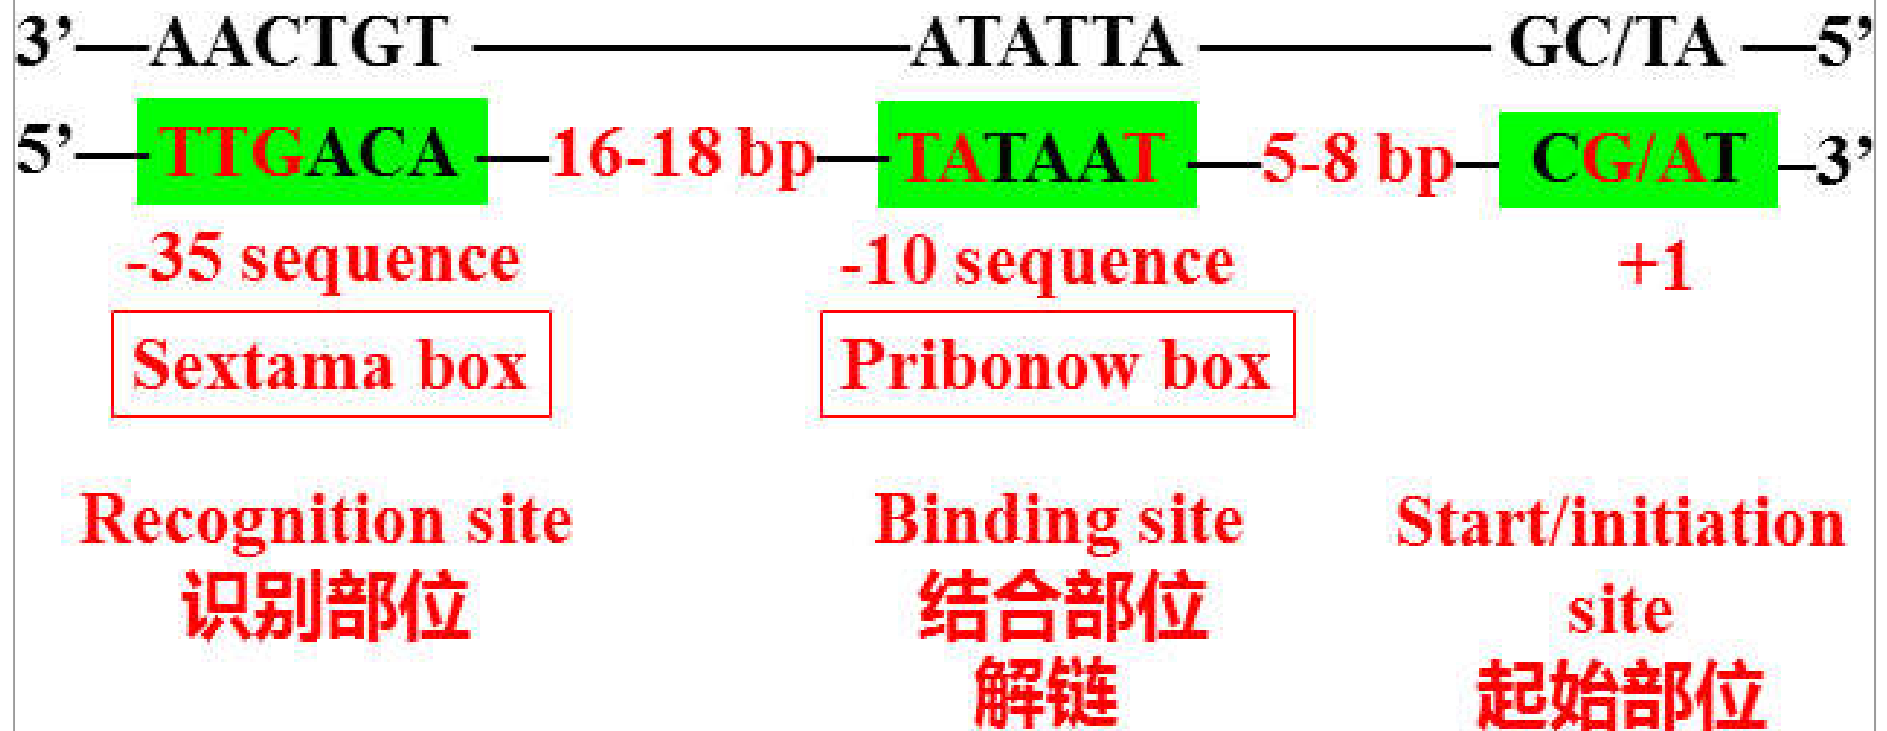 3’—AACTGT—ATATTA—GC/TA—5’
5’—TTGACA—16-18 bp—TATAAT—5-8 bp—CG/AT—3’
-35 sequence -10 sequence +1
Sextama box Pribonow box
Recognition site Binding site Start/initiation
识别部位 结合部位 site
解链 起始部位